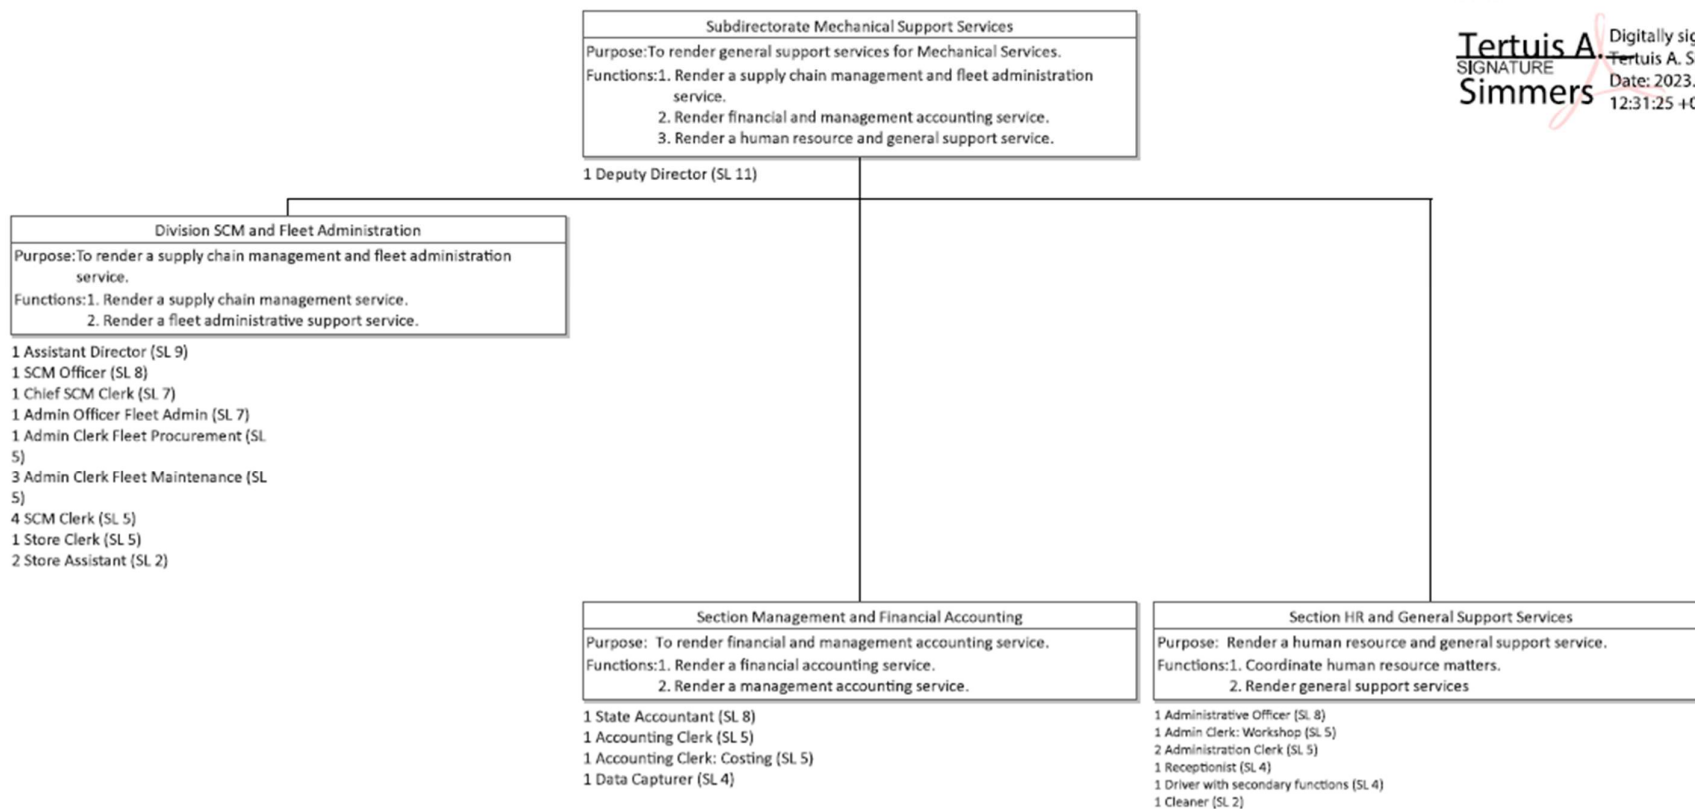 Subdirectorate Mechanical Support Services
Purpose:To render general support services for Mechanical Services.
Functions:1. Render a supply chain management and fleet administration
service.
2. Render financial and management accounting service.
3. Render a human resource and general support service.
1 Deputy Director (SL 11)
Tertuis A.
SIGNATURE
Simmers
Digitally sig
Tertuis A. S
Date: 2023.
12:31:25 +0
Division SCM and Fleet Administration
Purpose:To render a supply chain management and fleet administration
service.
Functions:1. Render a supply chain management service.
2. Render a fleet administrative support service.
1 Assistant Director (SL 9)
1 SCM Officer (SL 8)
1 Chief SCM Clerk (SL 7)
1 Admin Officer Fleet Admin (SL 7)
1 Admin Clerk Fleet Procurement (SL
5)
3 Admin Clerk Fleet Maintenance (SL
5)
4 SCM Clerk (SL 5)
1 Store Clerk (SL 5)
2 Store Assistant (SL 2)
Section Management and Financial Accounting
Purpose: To render financial and management accounting service.
Functions:1. Render a financial accounting service.
2. Render a management accounting service.
1 State Accountant (SL 8)
1 Accounting Clerk (SL 5)
1 Accounting Clerk: Costing (SL 5)
1 Data Capturer (SL 4)
Section HR and General Support Services
Purpose: Render a human resource and general support service.
Functions:1. Coordinate human resource matters.
2. Render general support services
1 Administrative Officer (SL 8)
1 Admin Clerk: Workshop (SL 5)
2 Administration Clerk (SL 5)
1 Receptionist (SL 4)
1 Driver with secondary functions (SL 4)
1 Cleaner (SL 2)